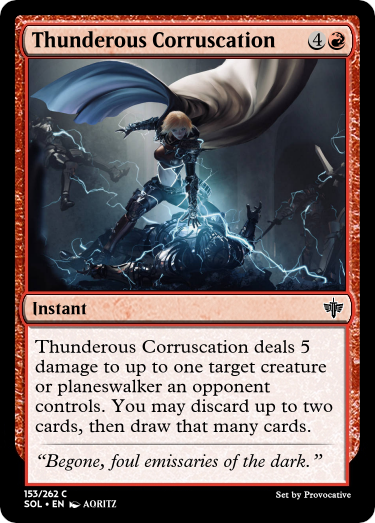 Thunderous Corruscation 4
Instant
Thunderous Corruscation deals 5
damage to up to one target creature
or planeswalker an opponent
controls. You may discard up to two
cards, then draw that many cards.
“Begone, foul emissaries of the dark.”
153/262 C
SOL • EN AORITZ
Set by Provocative